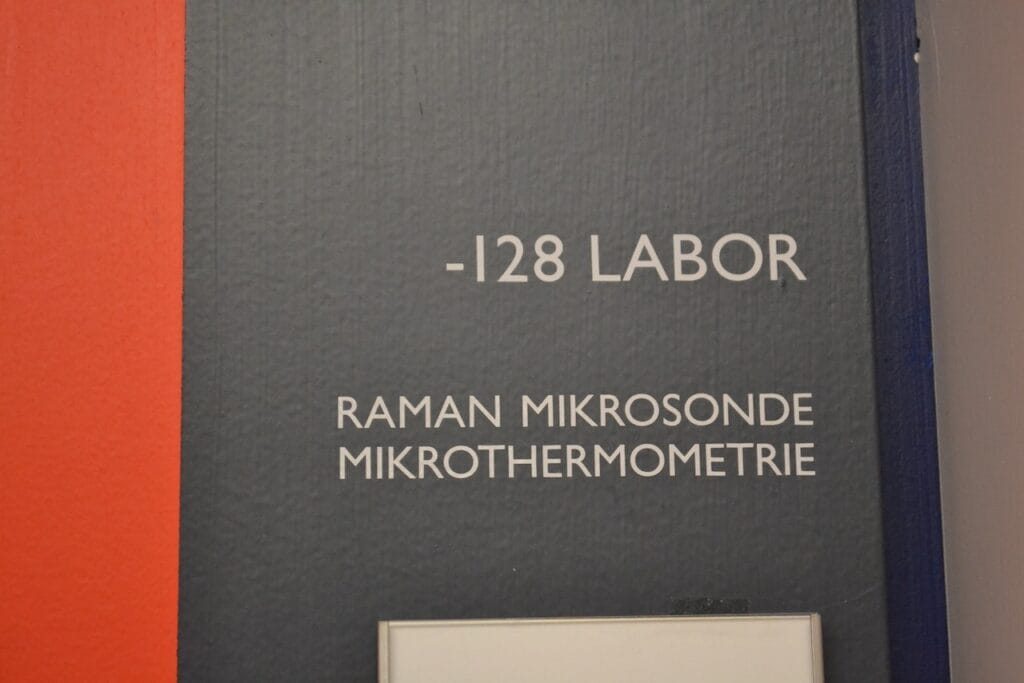 -128 LABOR
RAMAN MIKROSONDE
MIKROTHERMOMETRIE